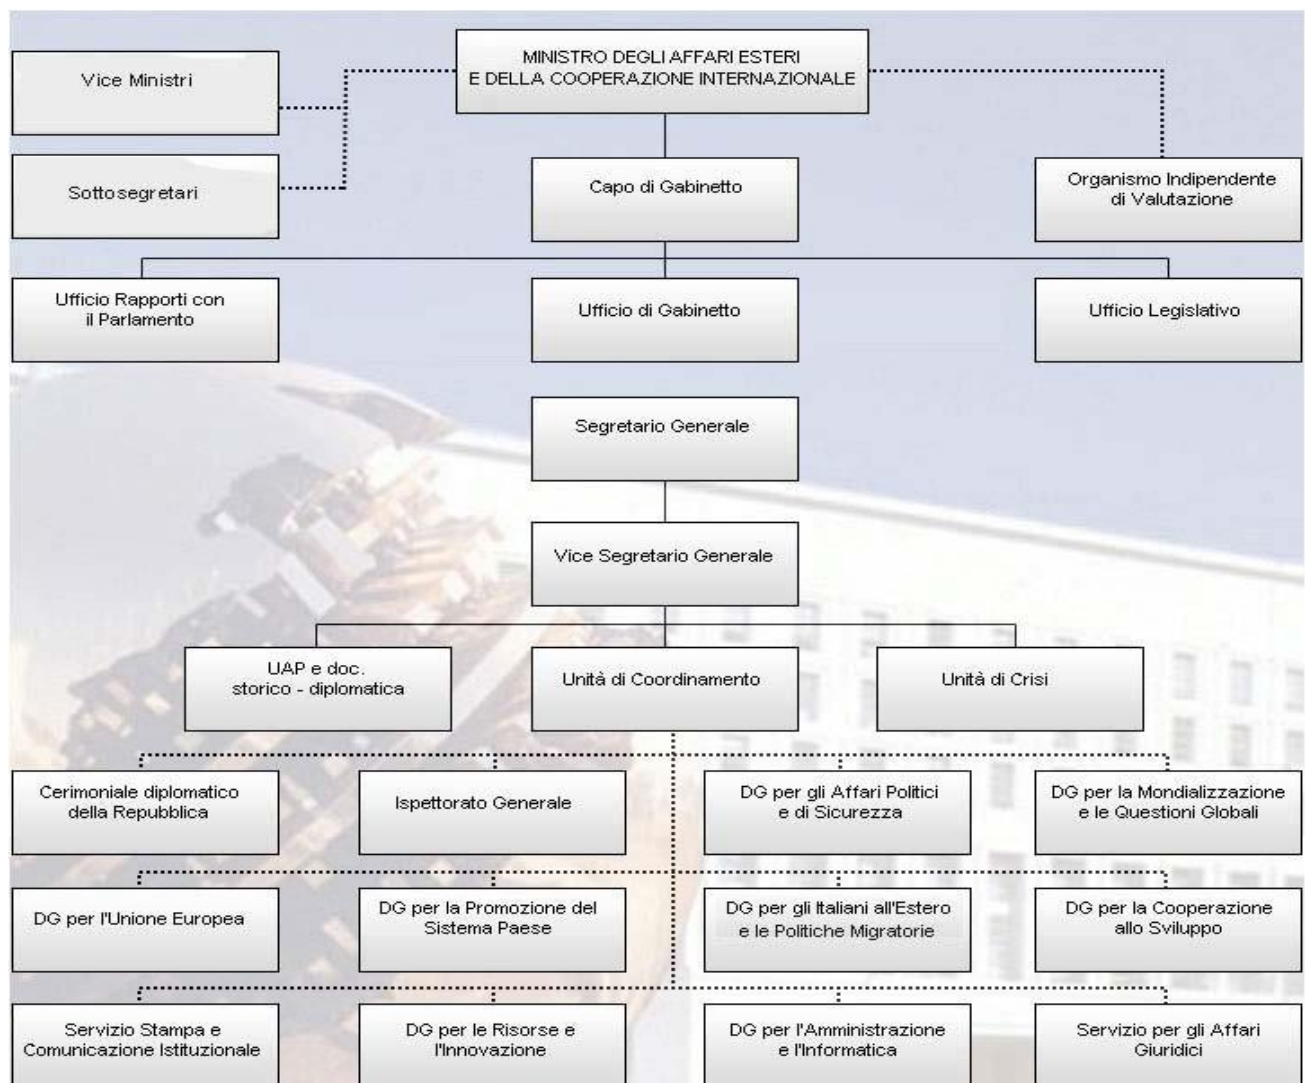 MINISTRO DEGLI AFFARI ESTERI
E DELLA COOPERAZIONE INTERNAZIONALE
Vice Ministri
Sottosegretari
Capo di Gabinetto
Organismo Indipendente
di Valutazione
Ufficio Rapporti con
il Parlamento
Ufficio di Gabinetto
Ufficio Legislativo
Segretario Generale
Vice Segretario Generale
UAP e doc.
storico - diplomatica
Unità di Coordinamento
Unità di Crisi
Cerimoniale diplomatico
della Repubblica
Ispettorato Generale
DG per gli Affari Politici
e di Sicurezza
DG per la Mondializzazione
e le Questioni Globali
DG per l'Unione Europea
DG per la Promozione del
Sistema Paese
DG per gli Italiani all'Estero
e le Politiche Migratorie
DG per la Cooperazione
allo Sviluppo
Servizio Stampa e
Comunicazione Istituzionale
DG per le Risorse e
l'Innovazione
DG per l'Amministrazione
e l'Informatica
Servizio per gli Affari
Giuridici